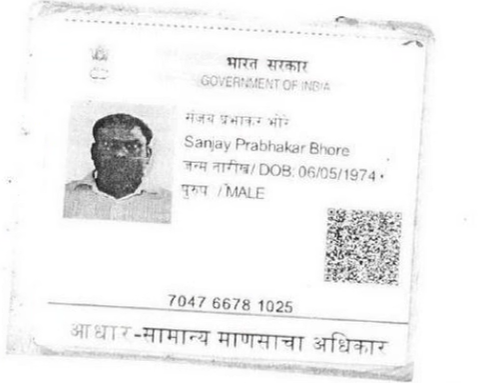 भारत सरकार
GOVERNMENT OF INDIA
संजय प्रभाकर भोरे
Sanjay Prabhakar Bhore
जन्म तारीख/ DOB: 06/05/1974
पुरुष / MALE
7047 6678 1025
आधार-सामान्य माणसाचा अधिकार